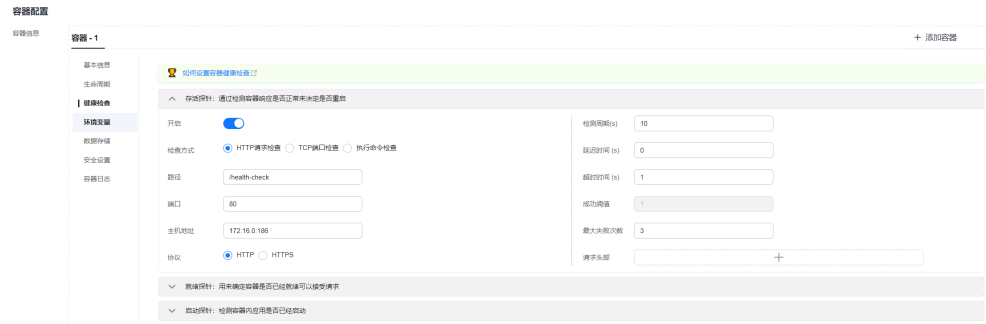 容器配置
容器信息
容器 - 1
+ 添加容器
基本信息
生命周期
健康检查
环境变量
数据存储
安全设置
容器日志
如何设置容器健康检查
存活探针：通过检测容器响应是否正常来决定是否重启
开启
检查方式
HTTP请求检查 TCP端口检查 执行命令检查
路径
/health-check
端口
80
主机地址
172.16.0.186
协议
HTTP HTTPS
检测周期(s)
10
延迟时间 (s)
0
超时时间 (s)
1
成功阈值
1
最大失败次数
3
请求头部
+
就绪探针：用来确定容器是否已经就绪可以接受请求
启动探针：检测容器内应用是否已经启动